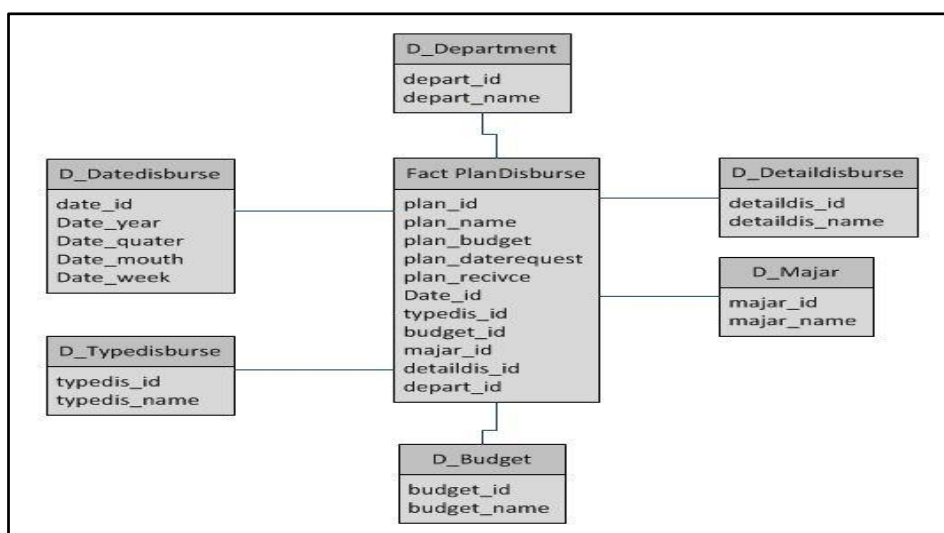 D_Department
depart_id
depart_name
D_Datedisburse
date_id
Date_year
Date_quater
Date_mouth
Date_week
Fact PlanDisburse
plan_id
plan_name
plan_budget
plan_daterequest
plan_recivce
Date_id
typedis_id
budget_id
majar_id
detaildis_id
depart_id
D_Detaildisburse
detaildis_id
detaildis_name
D_Majar
majar_id
majar_name
D_Typedisburse
typedis_id
typedis_name
D_Budget
budget_id
budget_name